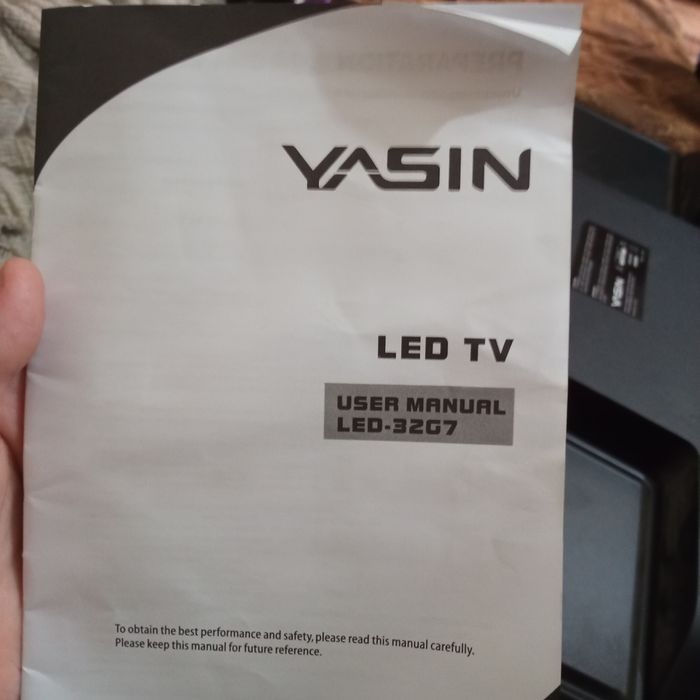 YASIN
LED TV
USER MANUAL
LED-32G7
To obtain the best performance and safety, please read this manual carefully.
Please keep this manual for future reference.
YASIN